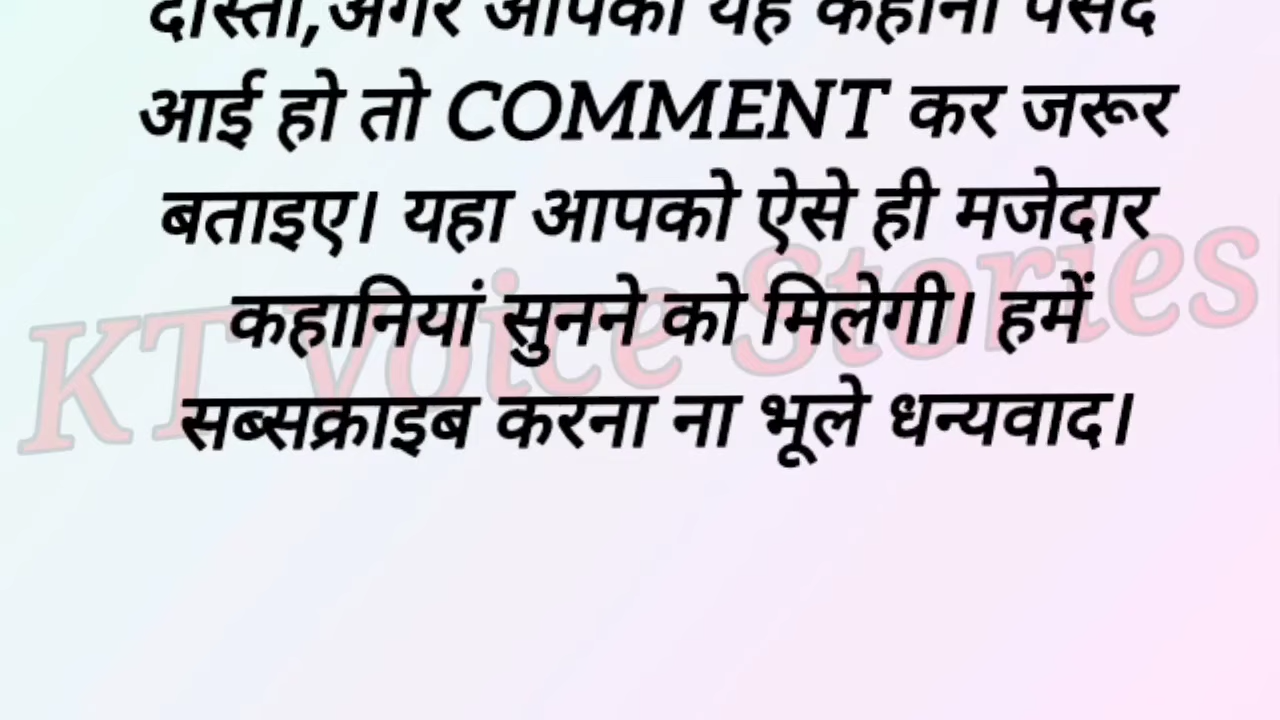 दोस्तों,अगर आपको यह कहानी पसंद
आई हो तो COMMENT कर जरूर
बताइए। यहा आपको ऐसे ही मजेदार
कहानियां सुनने को मिलेगी। हमें
सब्सक्राइब करना ना भूले धन्यवाद।
KT Voice Stories